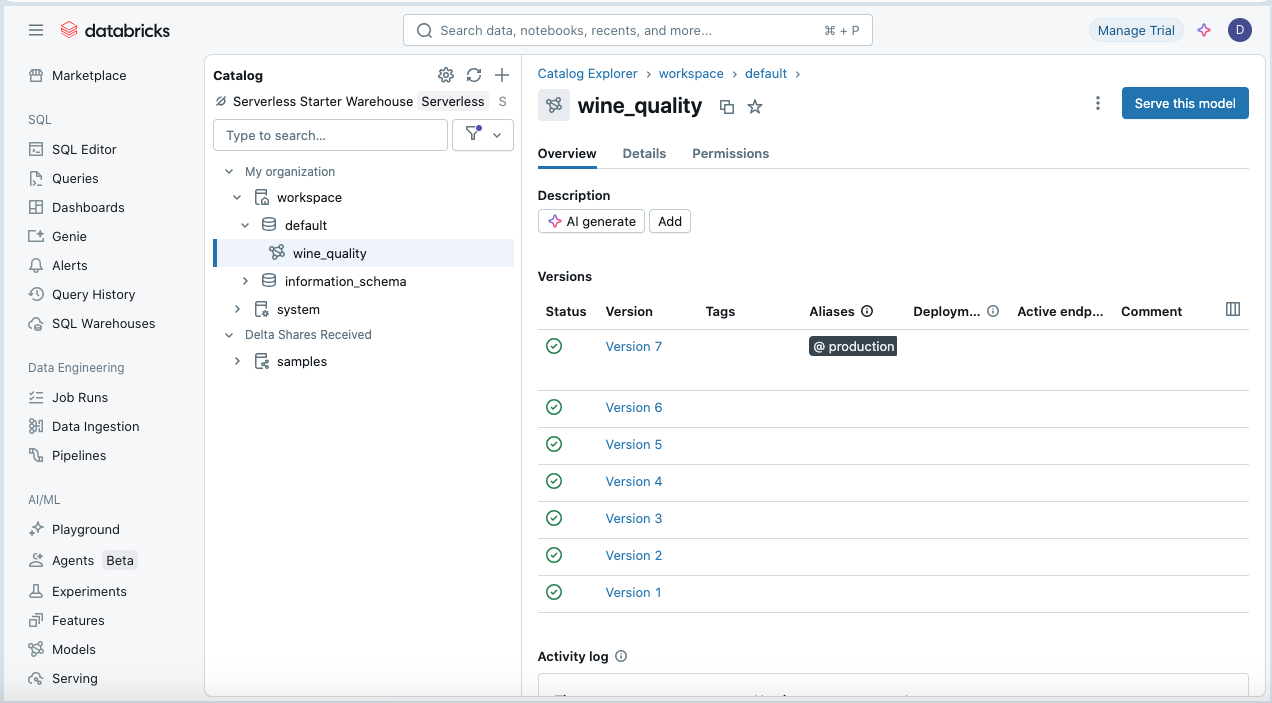 databricks
Search data, notebooks, recents, and more...
⌘ + P
Manage Trial
D
Marketplace
SQL
SQL Editor
Queries
Dashboards
Genie
Alerts
Query History
SQL Warehouses
Data Engineering
Job Runs
Data Ingestion
Pipelines
AI/ML
Playground
Agents Beta
Experiments
Features
Models
Serving
Catalog
Serverless Starter Warehouse Serverless S
Type to search...
My organization
workspace
default
wine_quality
information_schema
system
Delta Shares Received
samples
Catalog Explorer › workspace › default ›
wine_quality
Serve this model
Overview Details Permissions
Description
AI generate Add
Versions
Status Version Tags Aliases Deploym... Active endp... Comment
Version 7 @ production
Version 6
Version 5
Version 4
Version 3
Version 2
Version 1
Activity log